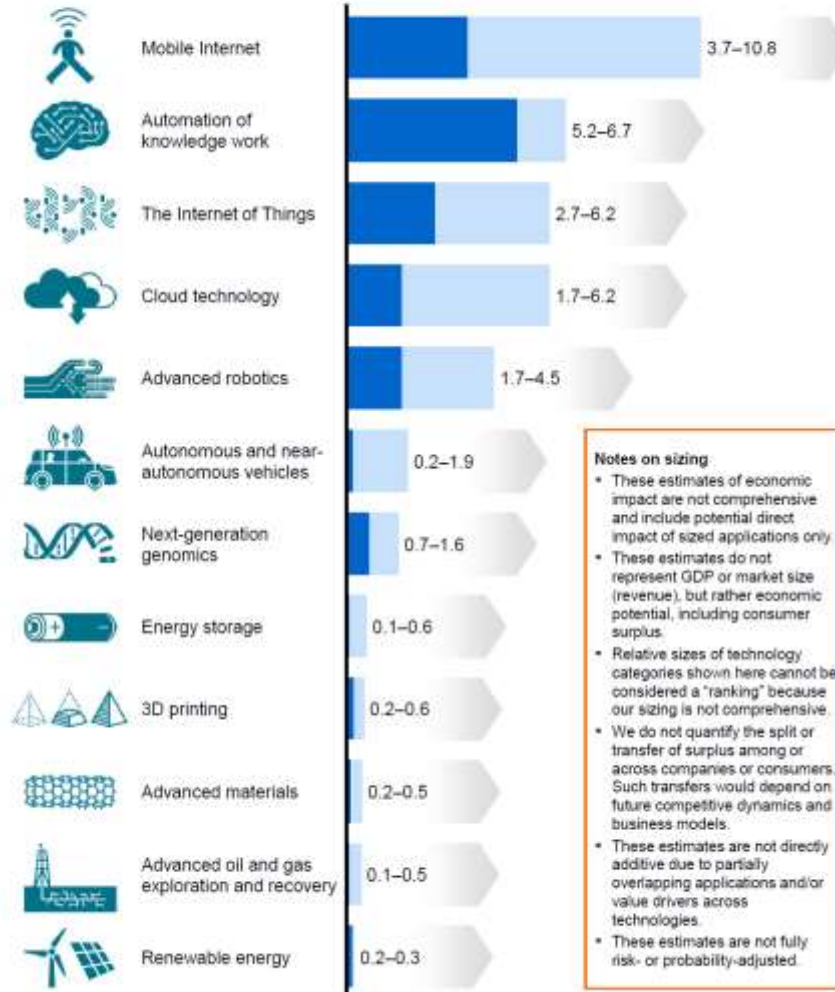 Mobile Internet
3.7–10.8
Automation of
knowledge work
5.2–6.7
The Internet of Things
2.7–6.2
Cloud technology
1.7–6.2
Advanced robotics
1.7–4.5
Autonomous and near-
autonomous vehicles
0.2–1.9
Next-generation
genomics
0.7–1.6
Energy storage
0.1–0.6
3D printing
0.2–0.6
Advanced materials
0.2–0.5
Advanced oil and gas
exploration and recovery
0.1–0.5
Renewable energy
0.2–0.3
Notes on sizing
• These estimates of economic
impact are not comprehensive
and include potential direct
impact of sized applications only.
• These estimates do not
represent GDP or market size
(revenue), but rather economic
potential, including consumer
surplus.
• Relative sizes of technology
categories shown here cannot be
considered a "ranking" because
our sizing is not comprehensive.
• We do not quantify the split or
transfer of surplus among or
across companies or consumers.
Such transfers would depend on
future competitive dynamics and
business models.
• These estimates are not directly
additive due to partially
overlapping applications and/or
value drivers across
technologies.
• These estimates are not fully
risk- or probability-adjusted.